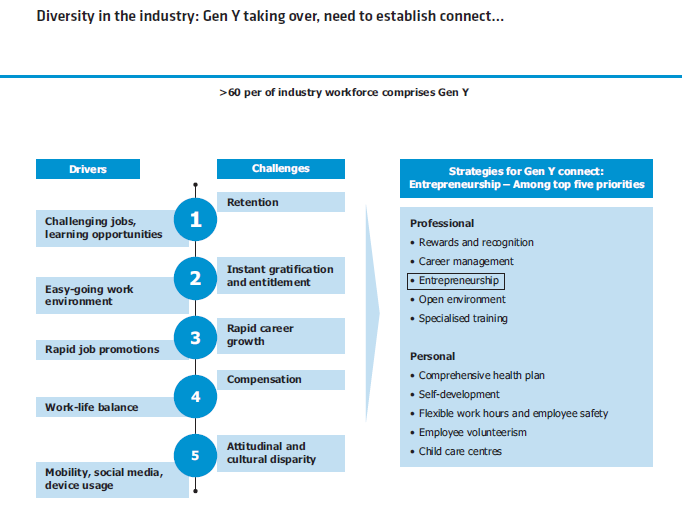 Diversity in the industry: Gen Y taking over, need to establish connect...
>60 per of industry workforce comprises Gen Y
Drivers
Challenging jobs,
learning opportunities
Easy-going work
environment
Rapid job promotions
Work-life balance
Mobility, social media,
device usage
1
2
3
4
5
Challenges
Retention
Instant gratification
and entitlement
Rapid career
growth
Compensation
Attitudinal and
cultural disparity
Strategies for Gen Y connect:
Entrepreneurship – Among top five priorities
Professional
• Rewards and recognition
• Career management
• Entrepreneurship
• Open environment
• Specialised training
Personal
• Comprehensive health plan
• Self-development
• Flexible work hours and employee safety
• Employee volunteerism
• Child care centres